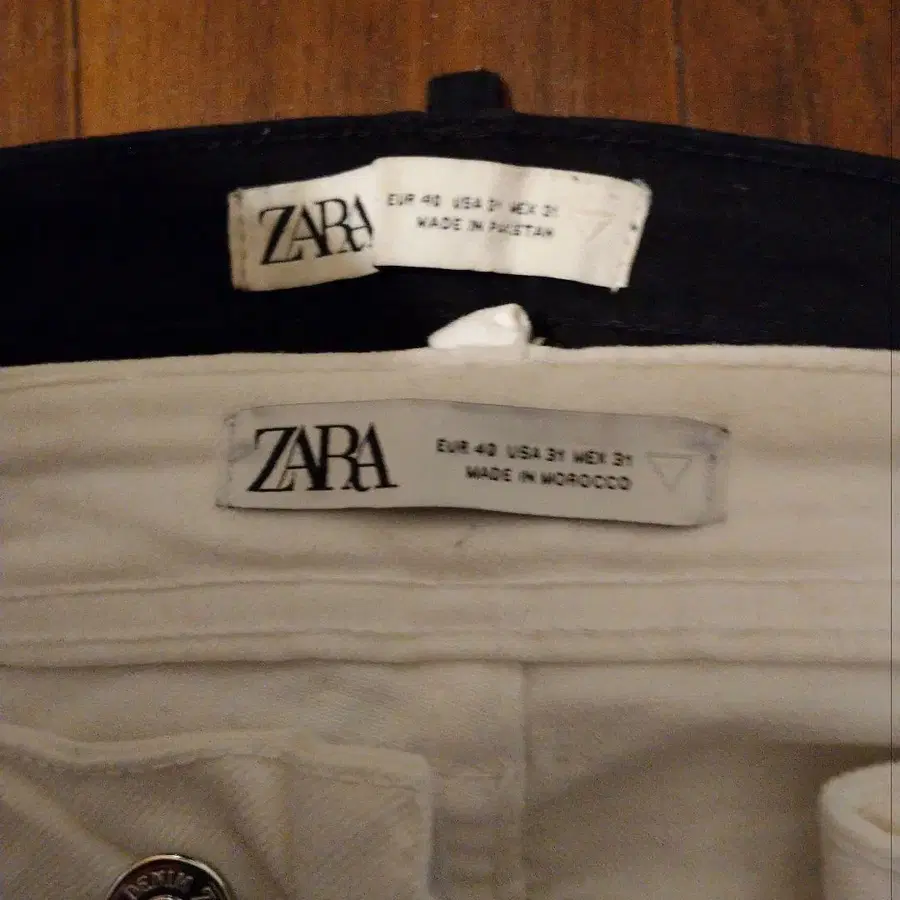 ZARA
EUR 40 USA 31 MEX 31
MADE IN PAKISTAN
ZARA
EUR 40 USA 31 MEX 31
MADE IN MOROCCO
DENIM